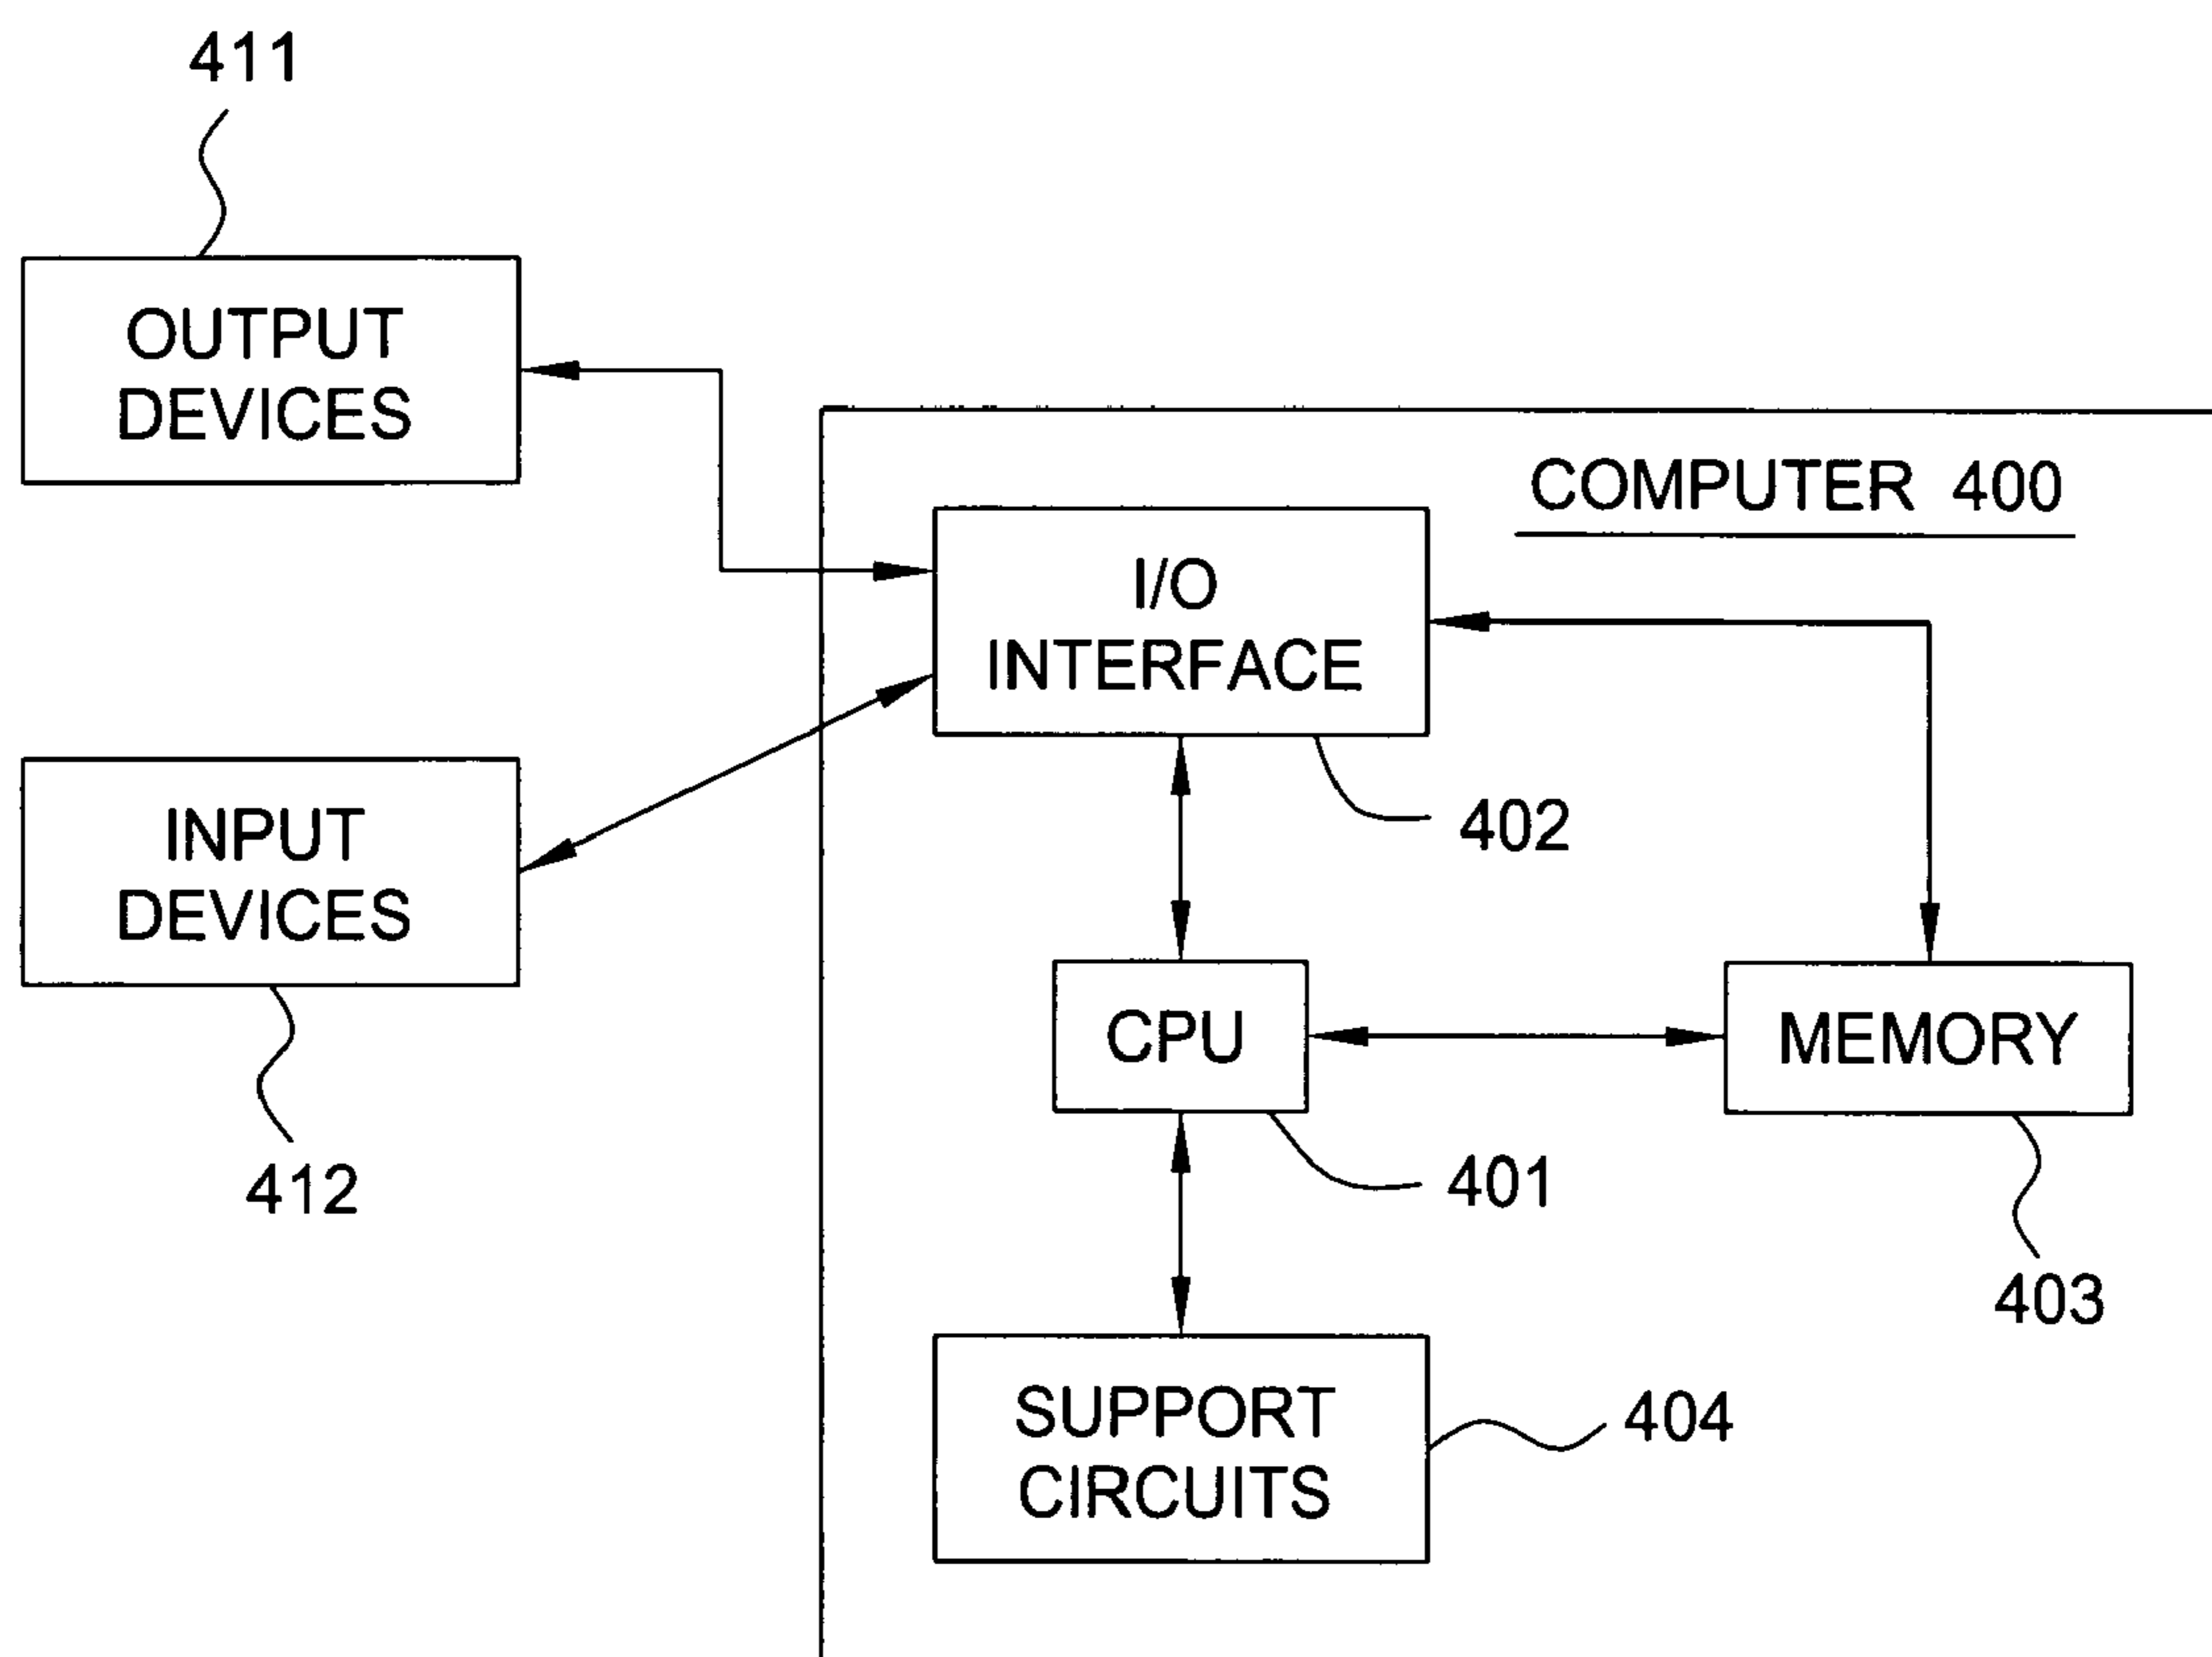 411
OUTPUT
DEVICES
COMPUTER 400
I/O
INTERFACE
402
INPUT
DEVICES
412
CPU
401
MEMORY
403
SUPPORT
CIRCUITS
404